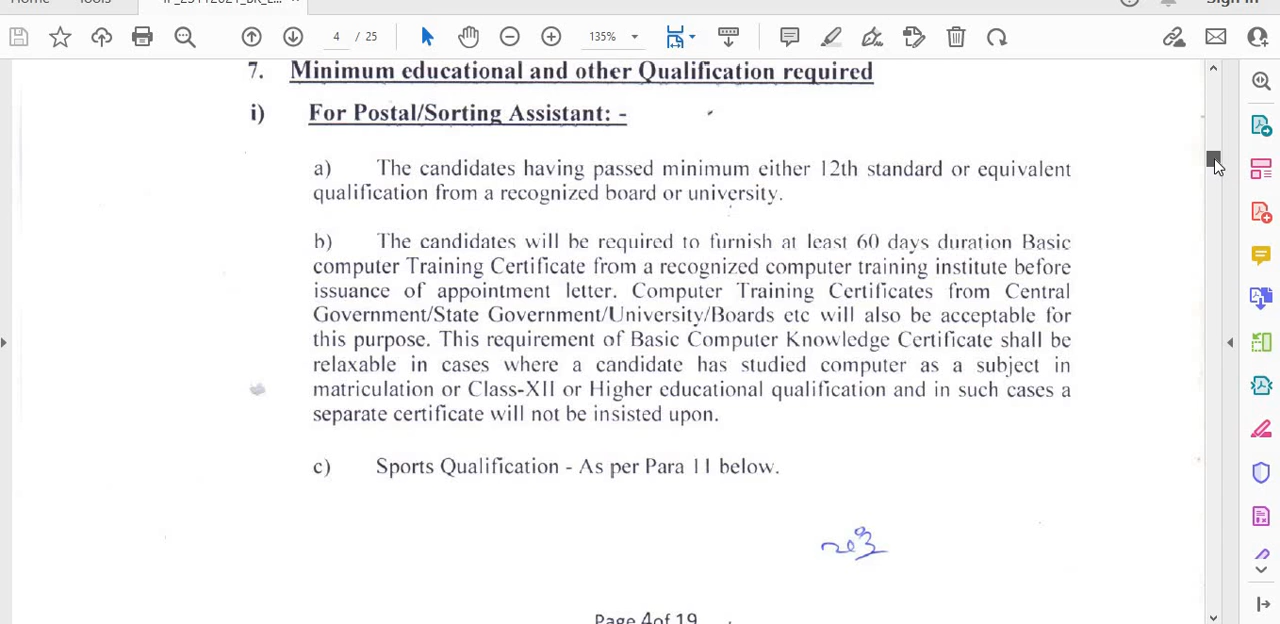 4 / 25
135%
7. Minimum educational and other Qualification required
i) For Postal/Sorting Assistant: -
a) The candidates having passed minimum either 12th standard or equivalent
qualification from a recognized board or university.
b) The candidates will be required to furnish at least 60 days duration Basic
computer Training Certificate from a recognized computer training institute before
issuance of appointment letter. Computer Training Certificates from Central
Government/State Government/University/Boards etc will also be acceptable for
this purpose. This requirement of Basic Computer Knowledge Certificate shall be
relaxable in cases where a candidate has studied computer as a subject in
matriculation or Class-XII or Higher educational qualification and in such cases a
separate certificate will not be insisted upon.
c) Sports Qualification - As per Para 11 below.
Page 4of 19